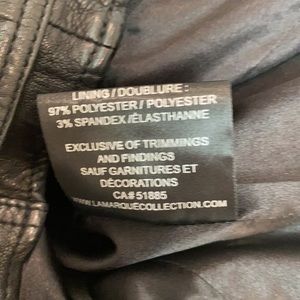 LINING / DOUBLURE :
97% POLYESTER / POLYESTER
3% SPANDEX /ÉLASTHANNE
EXCLUSIVE OF TRIMMINGS
AND FINDINGS
SAUF GARNITURES ET
DÉCORATIONS
CA# 51885
WWW.LAMARQUECOLLECTION.COM